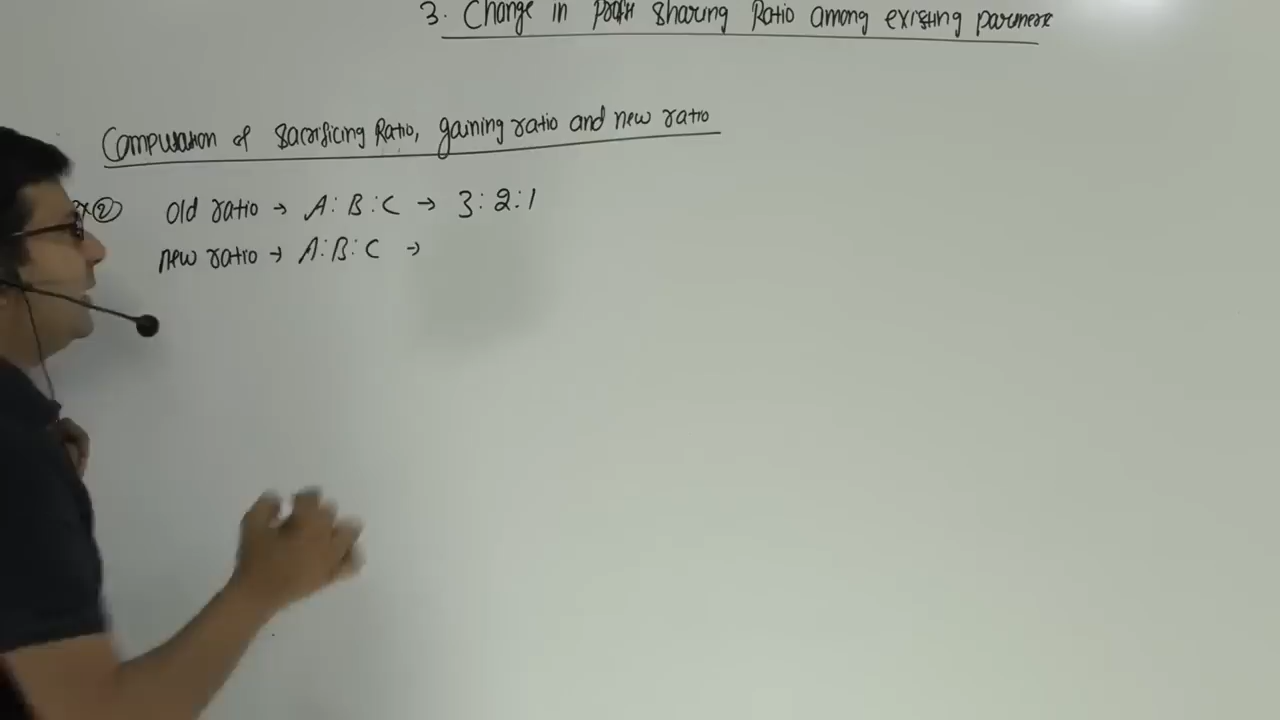 3. Change in Profit Sharing Ratio among existing partners
Computation of Sacrificing Ratio, gaining ratio and new ratio
Old ratio → A:B:C → 3:2:1
new ratio → A:B:C →